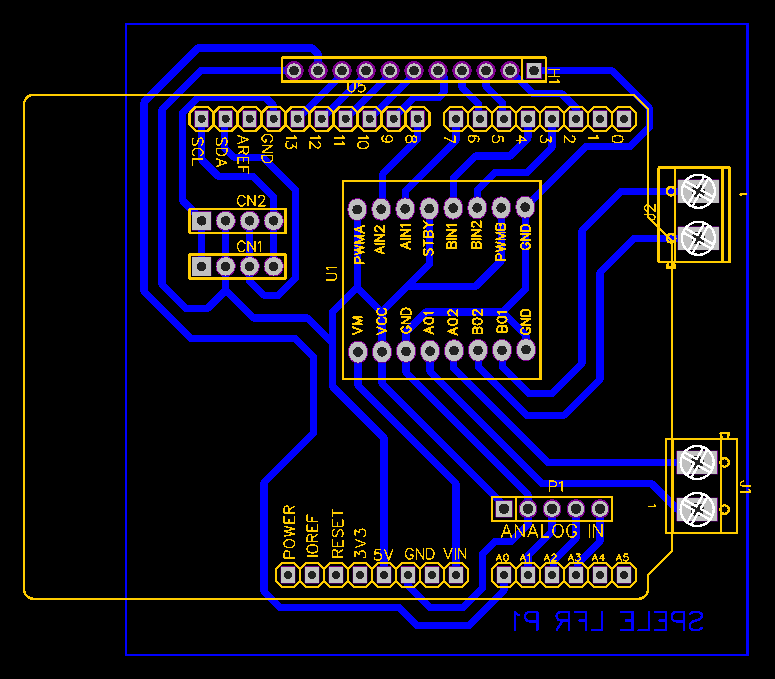 H1
U5
SCL
SDA
AREF
GND
13
12
11
10
9
8
7
6
5
4
3
2
1
0
CN2
CN1
J2
1
U1
PWMA
AIN2
AIN1
STBY
BIN1
BIN2
PWMB
GND
VM
VCC
GND
A01
A02
B02
B01
GND
J1
1
P1
ANALOG IN
POWER
IOREF
RESET
3V3
5V
GND
VIN
A0
A1
A2
A3
A4
A5
SPELE LFR P1